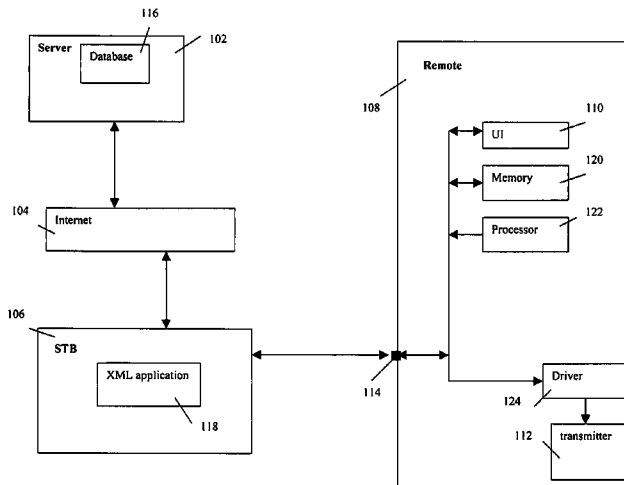 116
Server
102
Database
Remote
108
110
UI
120
Memory
122
Processor
104
Internet
106
STB
XML application
118
114
Driver
124
transmitter
112